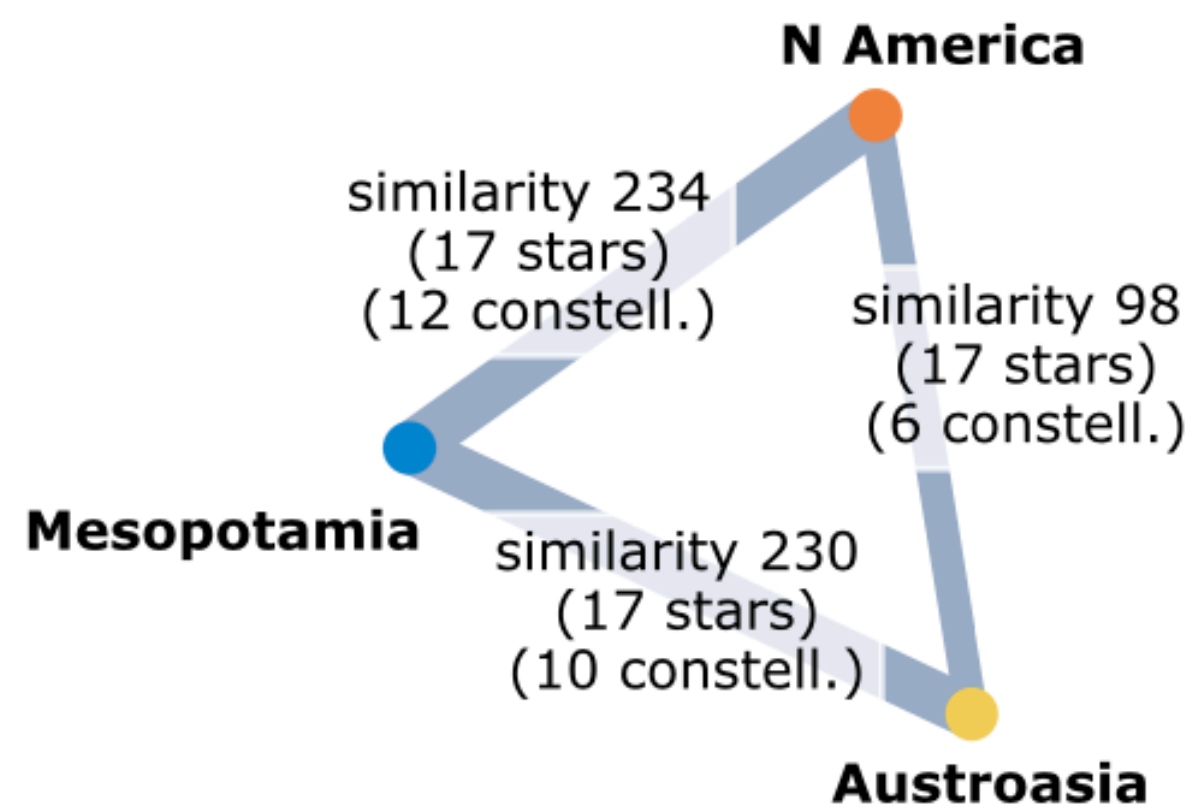 N America
similarity 234
(17 stars)
(12 constell.)
similarity 98
(17 stars)
(6 constell.)
Mesopotamia
similarity 230
(17 stars)
(10 constell.)
Austroasia